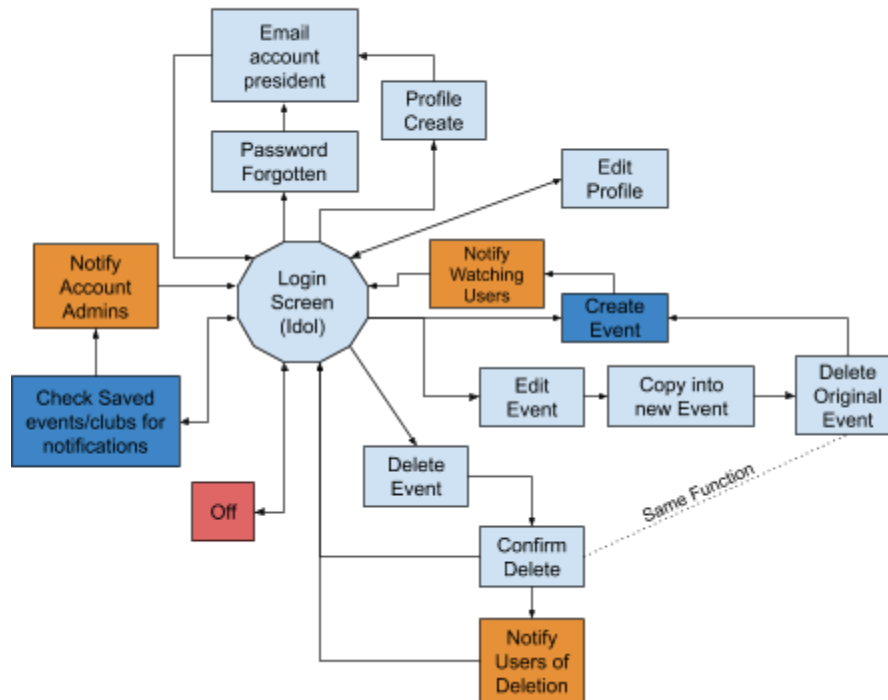 Email
account
president
Profile
Create
Password
Forgotten
Edit
Profile
Notify
Account
Admins
Login
Screen
(Idol)
Notify
Watching
Users
Create
Event
Check Saved
events/clubs for
notifications
Edit
Event
Copy into
new Event
Delete
Original
Event
Delete
Event
Off
Same Function
Confirm
Delete
Notify
Users of
Deletion